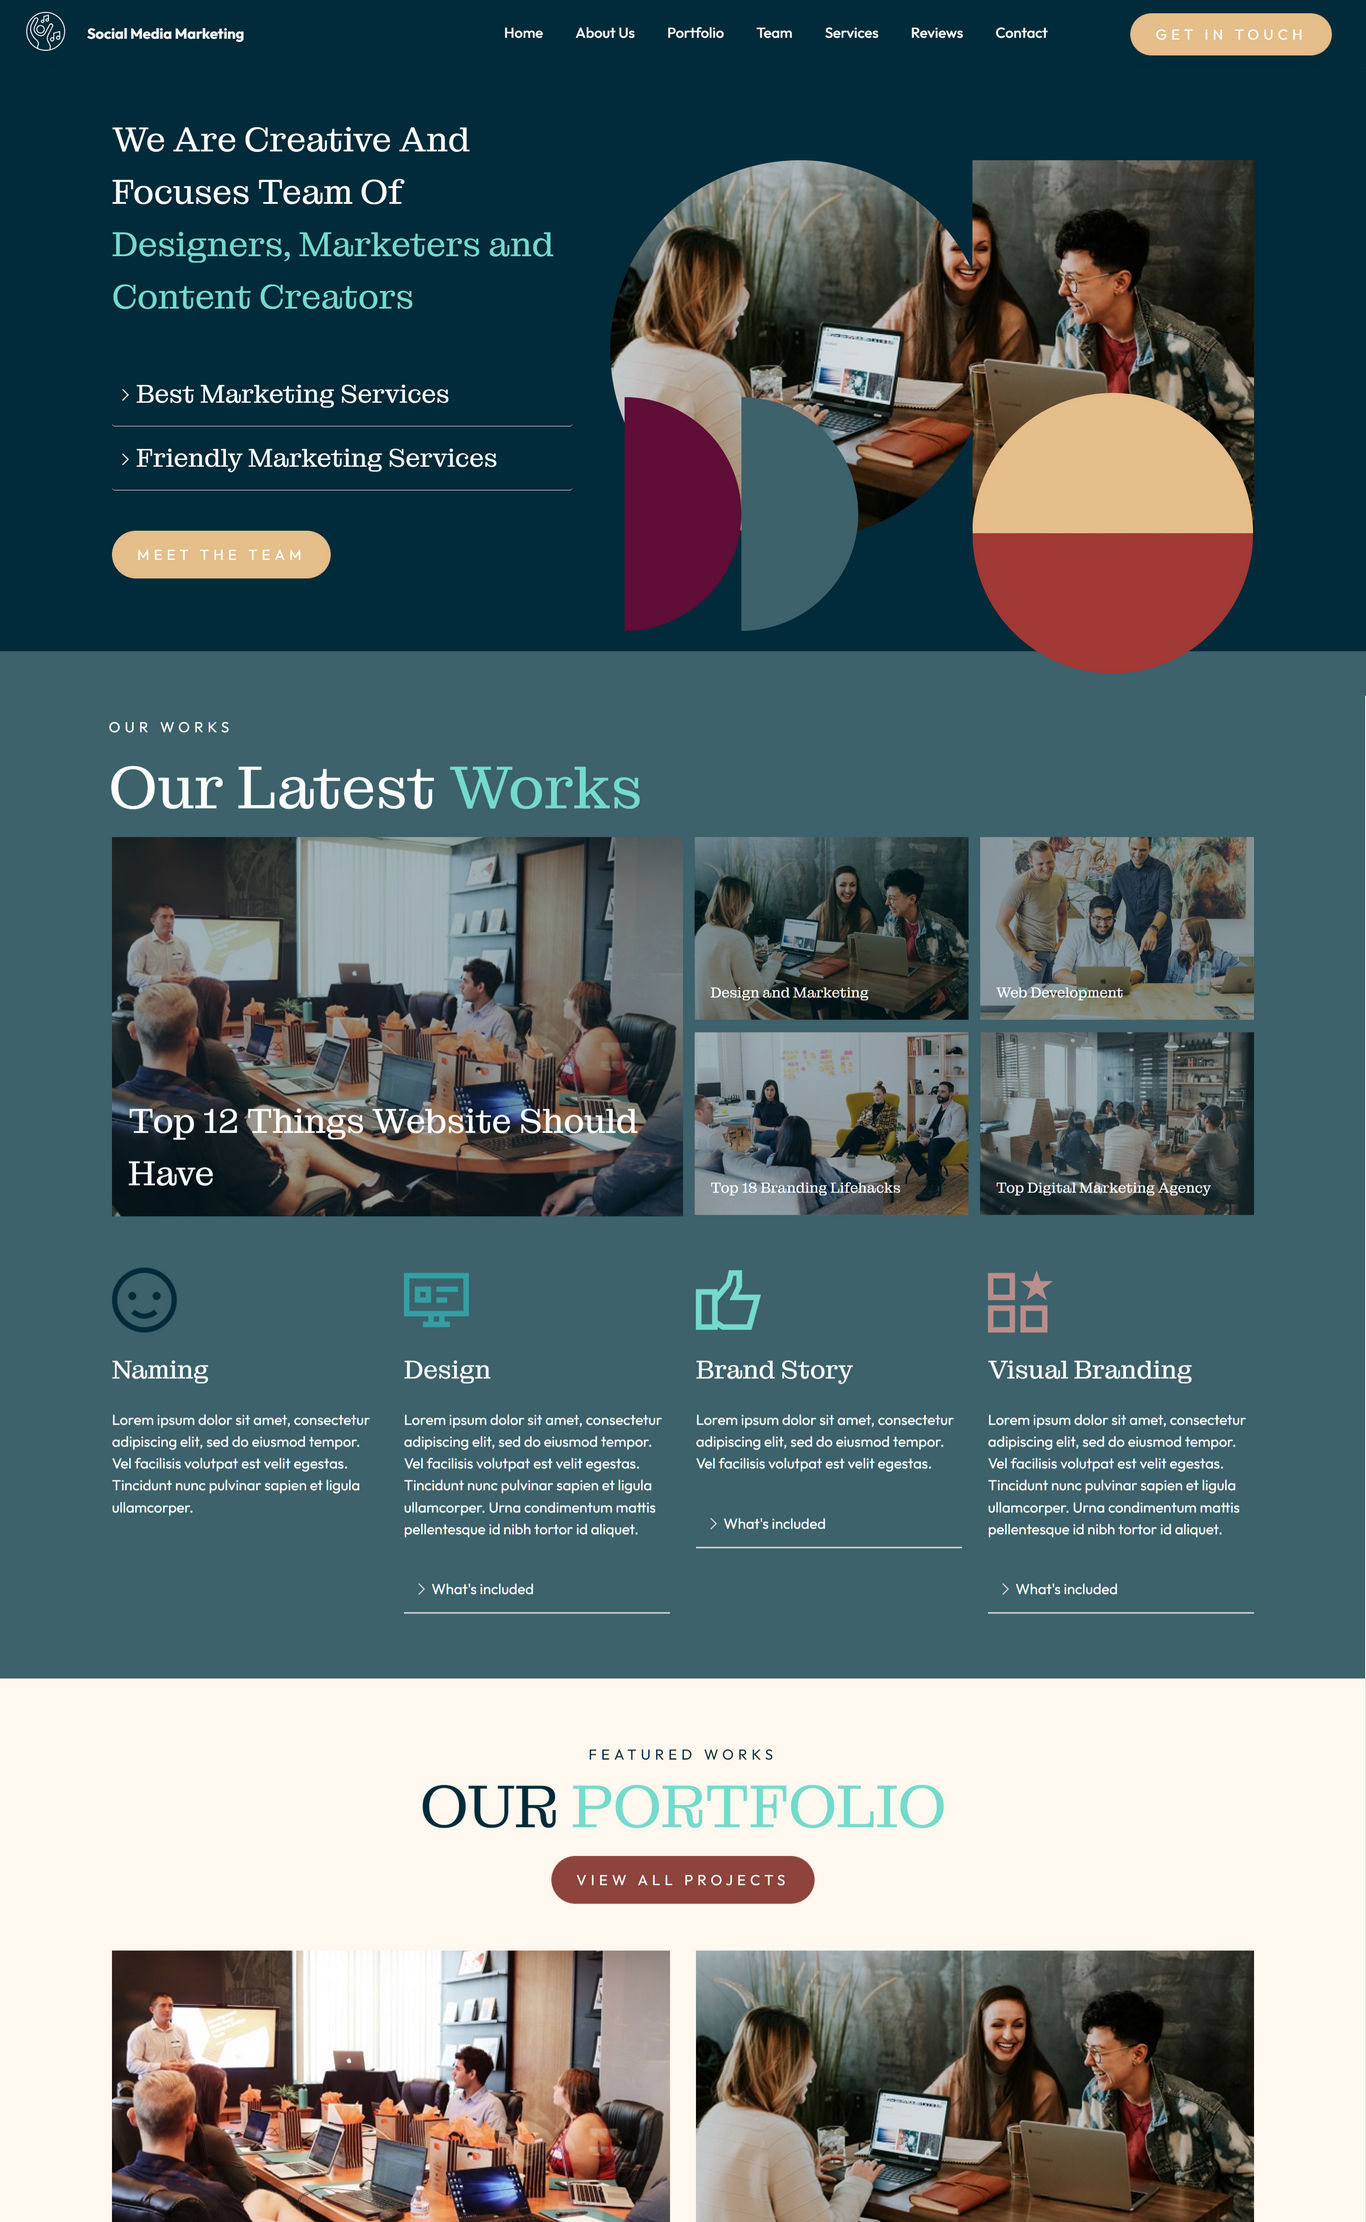 Social Media Marketing
Home
About Us
Portfolio
Team
Services
Reviews
Contact
GET IN TOUCH
We Are Creative And
Focuses Team Of
Designers, Marketers and
Content Creators
Best Marketing Services
Friendly Marketing Services
MEET THE TEAM
OUR WORKS
Our Latest Works
Top 12 Things Website Should
Have
Design and Marketing
Web Development
Top 18 Branding Lifehacks
Top Digital Marketing Agency
Naming
Lorem ipsum dolor sit amet, consectetur
adipiscing elit, sed do eiusmod tempor.
Vel facilisis volutpat est velit egestas.
Tincidunt nunc pulvinar sapien et ligula
ullamcorper.
Design
Lorem ipsum dolor sit amet, consectetur
adipiscing elit, sed do eiusmod tempor.
Vel facilisis volutpat est velit egestas.
Tincidunt nunc pulvinar sapien et ligula
ullamcorper. Urna condimentum mattis
pellentesque id nibh tortor id aliquet.
What's included
Brand Story
Lorem ipsum dolor sit amet, consectetur
adipiscing elit, sed do eiusmod tempor.
Vel facilisis volutpat est velit egestas.
What's included
Visual Branding
Lorem ipsum dolor sit amet, consectetur
adipiscing elit, sed do eiusmod tempor.
Vel facilisis volutpat est velit egestas.
Tincidunt nunc pulvinar sapien et ligula
ullamcorper. Urna condimentum mattis
pellentesque id nibh tortor id aliquet.
What's included
FEATURED WORKS
OUR PORTFOLIO
VIEW ALL PROJECTS